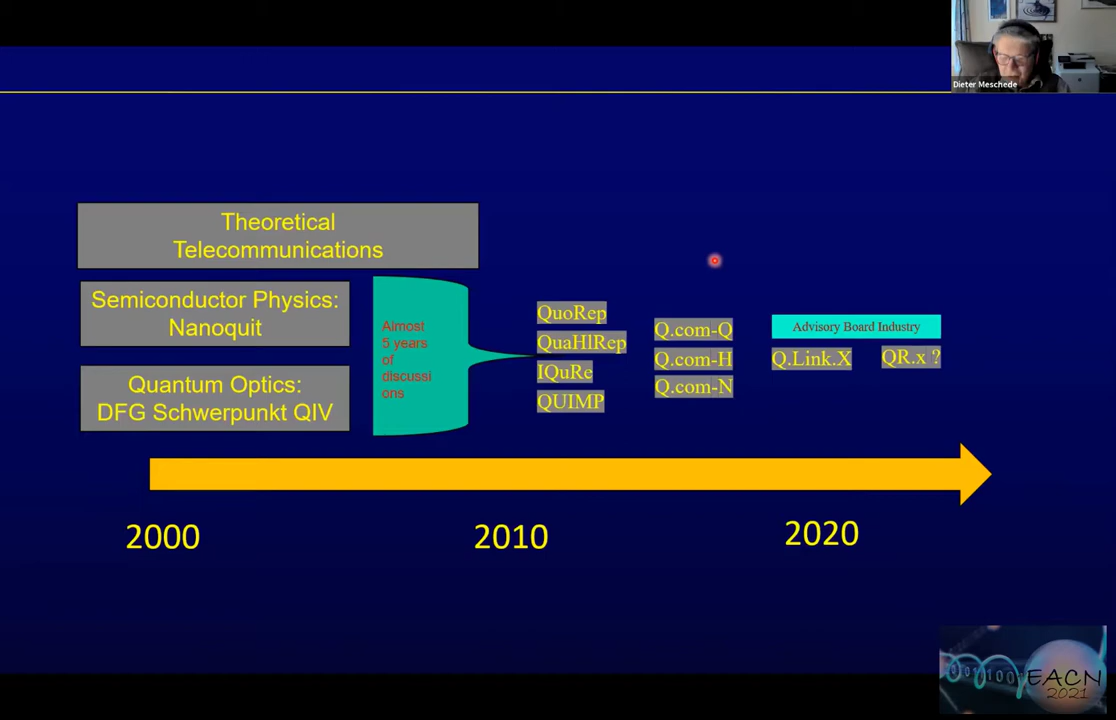 Dieter Meschede
Theoretical
Telecommunications
Semiconductor Physics:
Nanoquit
Quantum Optics:
DFG Schwerpunkt QIV
Almost
5 years
of
discussi
ons
QuoRep
QuaHlRep
IQuRe
QUIMP
Q.com-Q
Q.com-H
Q.com-N
Advisory Board Industry
Q.Link.X
QR.x ?
2000
2010
2020
EACN
2021